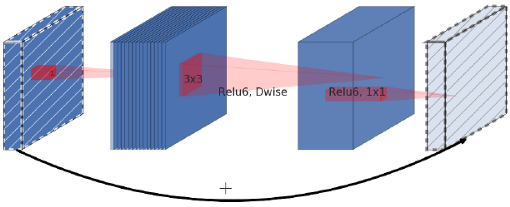 3x3
Relu6, Dwise
Relu6, 1x1
+